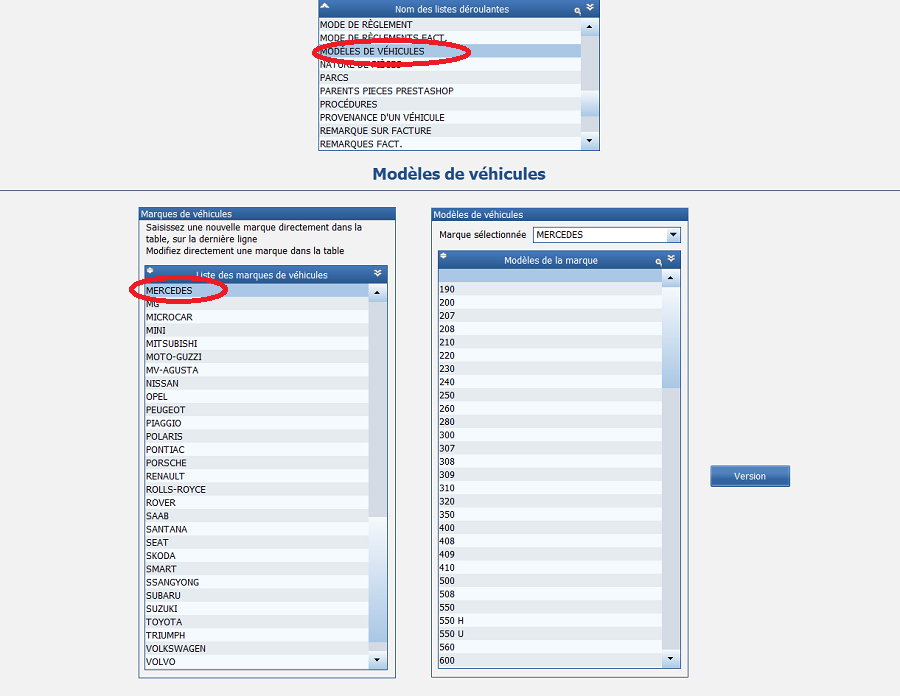 Nom des listes déroulantes
MODE DE RÈGLEMENT
MODE DE RÈGLEMENTS FACT.
MODÈLES DE VÉHICULES
NATURE DE PIÈCES
PARCS
PARENTS PIECES PRESTASHOP
PROCÉDURES
PROVENANCE D'UN VÉHICULE
REMARQUE SUR FACTURE
REMARQUES FACT.
Modèles de véhicules
Marques de véhicules
Saisissez une nouvelle marque directement dans la
table, sur la dernière ligne
Modifiez directement une marque dans la table
Liste des marques de véhicules
MERCEDES
MG
MICROCAR
MINI
MITSUBISHI
MOTO-GUZZI
MV-AGUSTA
NISSAN
OPEL
PEUGEOT
PIAGGIO
POLARIS
PONTIAC
PORSCHE
RENAULT
ROLLS-ROYCE
ROVER
SAAB
SANTANA
SEAT
SKODA
SMART
SSANGYONG
SUBARU
SUZUKI
TOYOTA
TRIUMPH
VOLKSWAGEN
VOLVO
Modèles de véhicules
Marque sélectionnée MERCEDES
Modèles de la marque
190
200
207
208
210
220
230
240
250
260
280
300
307
308
309
310
320
350
400
408
409
410
500
508
550
550 H
550 U
560
600
Version